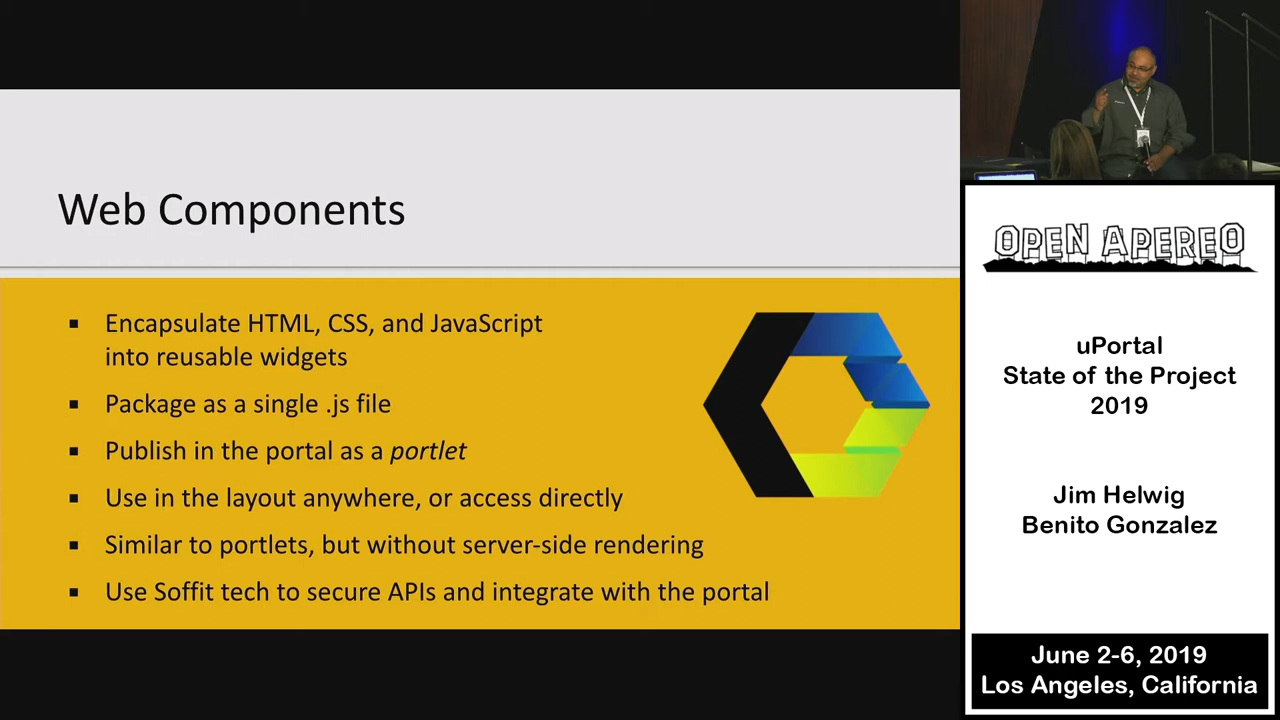 Web Components
▪ Encapsulate HTML, CSS, and JavaScript
into reusable widgets
▪ Package as a single .js file
▪ Publish in the portal as a portlet
▪ Use in the layout anywhere, or access directly
▪ Similar to portlets, but without server-side rendering
▪ Use Soffit tech to secure APIs and integrate with the portal
OPEN APEREO
uPortal
State of the Project
2019
Jim Helwig
Benito Gonzalez
June 2-6, 2019
Los Angeles, California